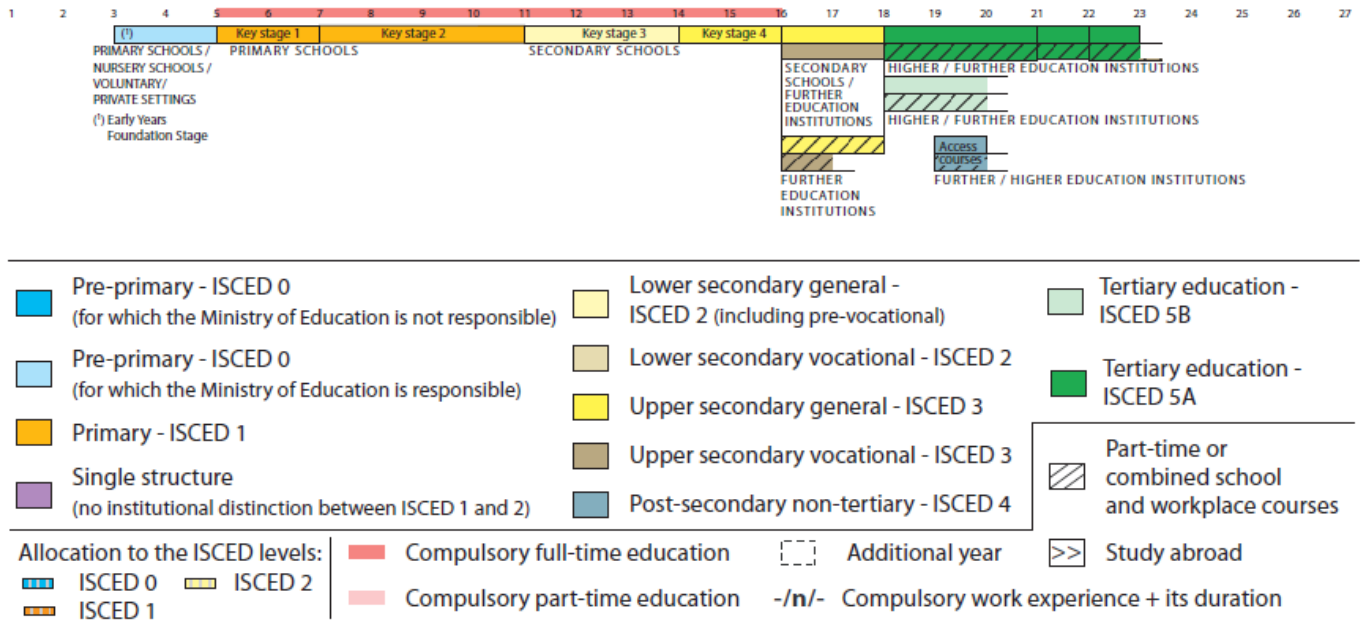 1 2 3 4 5 6 7 8 9 10 11 12 13 14 15 16 17 18 19 20 21 22 23 24 25 26 27
(¹) Key stage 1 Key stage 2 Key stage 3 Key stage 4
PRIMARY SCHOOLS /
NURSERY SCHOOLS /
VOLUNTARY/
PRIVATE SETTINGS
(¹) Early Years
Foundation Stage
PRIMARY SCHOOLS
SECONDARY SCHOOLS
SECONDARY
SCHOOLS /
FURTHER
EDUCATION
INSTITUTIONS
HIGHER / FURTHER EDUCATION INSTITUTIONS
HIGHER / FURTHER EDUCATION INSTITUTIONS
Access
courses
FURTHER
EDUCATION
INSTITUTIONS
FURTHER / HIGHER EDUCATION INSTITUTIONS
Pre-primary - ISCED 0
(for which the Ministry of Education is not responsible)
Pre-primary - ISCED 0
(for which the Ministry of Education is responsible)
Primary - ISCED 1
Single structure
(no institutional distinction between ISCED 1 and 2)
Lower secondary general -
ISCED 2 (including pre-vocational)
Lower secondary vocational - ISCED 2
Upper secondary general - ISCED 3
Upper secondary vocational - ISCED 3
Post-secondary non-tertiary - ISCED 4
Tertiary education -
ISCED 5B
Tertiary education -
ISCED 5A
Part-time or
combined school
and workplace courses
Allocation to the ISCED levels:
ISCED 0 ISCED 2
ISCED 1
Compulsory full-time education
Compulsory part-time education
Additional year
-/n/- Compulsory work experience + its duration
>> Study abroad